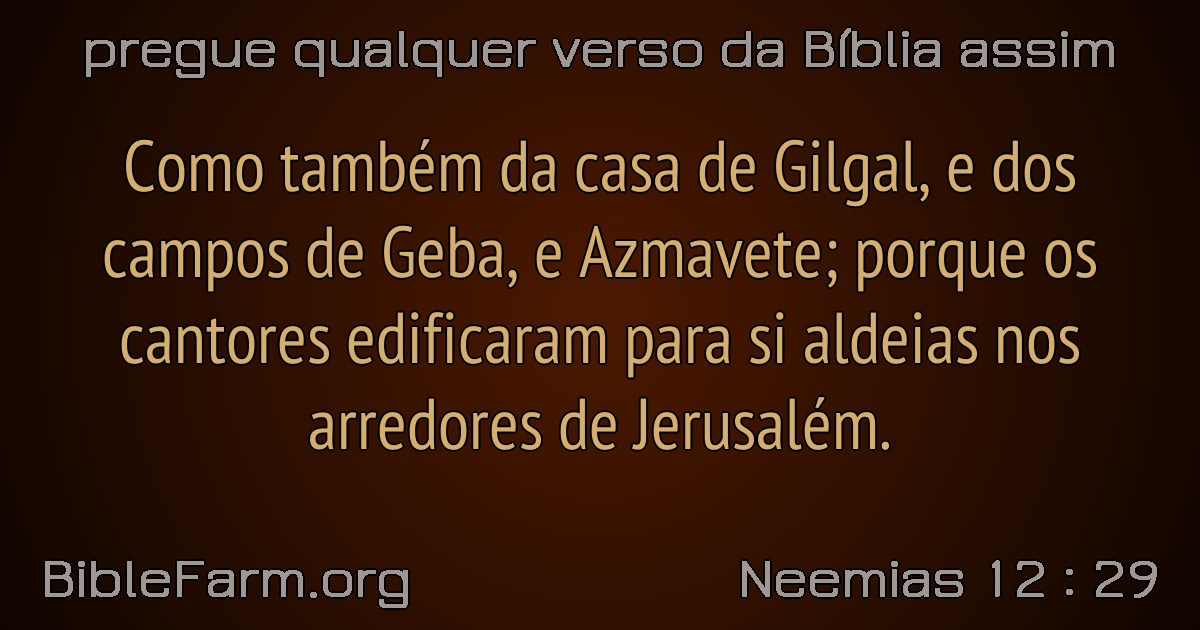 pregue qualquer verso da Bíblia assim
Como também da casa de Gilgal, e dos
campos de Geba, e Azmavete; porque os
cantores edificaram para si aldeias nos
arredores de Jerusalém.
BibleFarm.org
Neemias 12 : 29